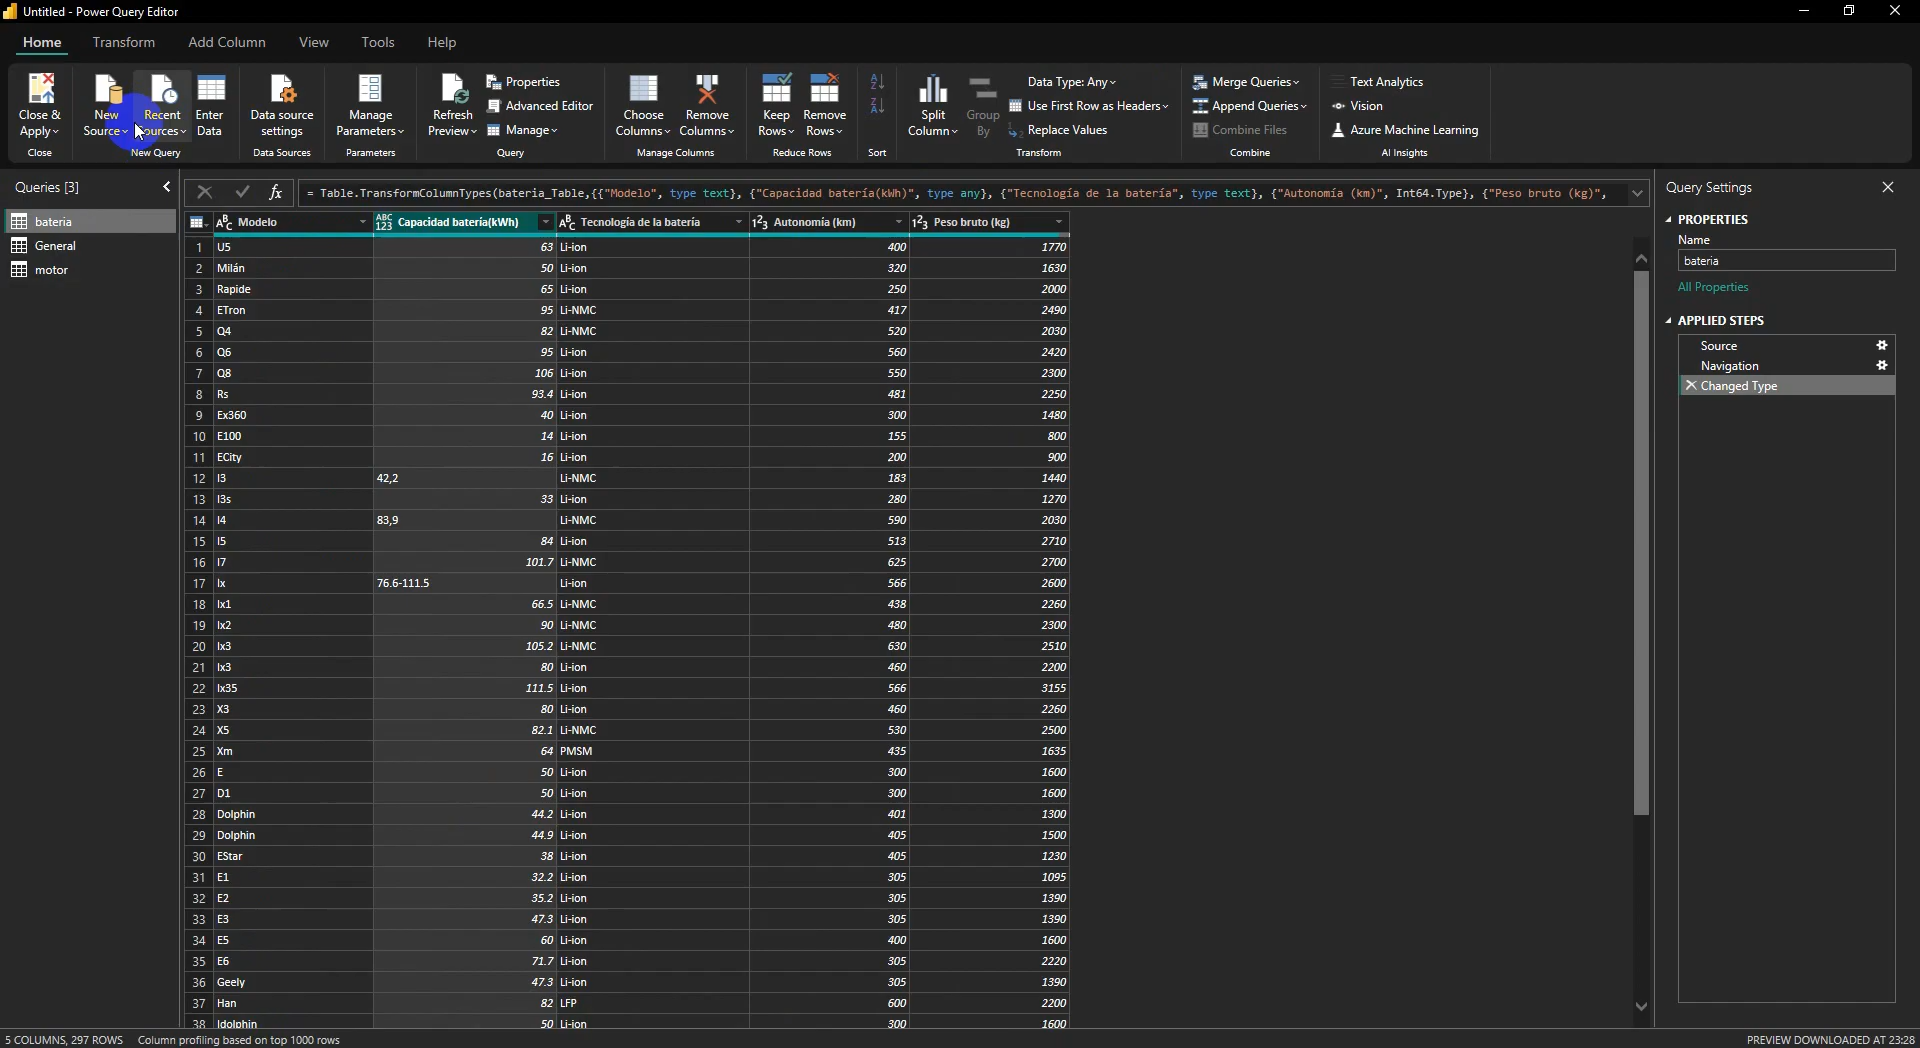 Untitled - Power Query Editor
Home Transform Add Column View Tools Help
Close & Apply
Close
New Source
Recent Sources
Enter Data
New Query
Data source settings
Data Sources
Manage Parameters
Parameters
Refresh Preview
Properties
Advanced Editor
Manage
Query
Choose Columns
Remove Columns
Manage Columns
Keep Rows
Remove Rows
Reduce Rows
Sort
Split Column
Group By
Data Type: Any
Use First Row as Headers
Replace Values
Transform
Merge Queries
Append Queries
Combine Files
Combine
Text Analytics
Vision
Azure Machine Learning
AI Insights
Queries [3]
bateria
General
motor
= Table.TransformColumnTypes(bateria_Table,{{"Modelo", type text}, {"Capacidad batería(kWh)", type any}, {"Tecnología de la batería", type text}, {"Autonomía (km)", Int64.Type}, {"Peso bruto (kg)",
Modelo Capacidad batería(kWh) Tecnología de la batería Autonomía (km) Peso bruto (kg)
1 U5 63 Li-ion 400 1770
2 Milán 50 Li-ion 320 1630
3 Rapide 65 Li-ion 250 2000
4 ETron 95 Li-NMC 417 2490
5 Q4 82 Li-NMC 520 2030
6 Q6 95 Li-ion 560 2420
7 Q8 106 Li-ion 550 2300
8 Rs 93.4 Li-ion 481 2250
9 Ex360 40 Li-ion 300 1480
10 E100 14 Li-ion 155 800
11 ECity 16 Li-ion 200 900
12 I3 42,2 Li-NMC 183 1440
13 I3s 33 Li-ion 280 1270
14 I4 83,9 Li-NMC 590 2030
15 I5 84 Li-ion 513 2710
16 I7 101.7 Li-NMC 625 2700
17 Ix 76.6-111.5 Li-ion 566 2600
18 Ix1 66.5 Li-NMC 438 2260
19 Ix2 90 Li-NMC 480 2300
20 Ix3 105.2 Li-NMC 630 2510
21 Ix3 80 Li-ion 460 2200
22 Ix35 111.5 Li-ion 566 3155
23 X3 80 Li-ion 460 2260
24 X5 82.1 Li-NMC 530 2500
25 Xm 64 PMSM 435 1635
26 E 50 Li-ion 300 1600
27 D1 50 Li-ion 300 1600
28 Dolphin 44.2 Li-ion 401 1300
29 Dolphin 44.9 Li-ion 405 1500
30 EStar 38 Li-ion 405 1230
31 E1 32.2 Li-ion 305 1095
32 E2 35.2 Li-ion 305 1390
33 E3 47.3 Li-ion 305 1390
34 E5 60 Li-ion 400 1600
35 E6 71.7 Li-ion 305 2220
36 Geely 47.3 Li-ion 305 1390
37 Han 82 LFP 600 2200
38 Idolphin 50 Li-ion 300 1600
Query Settings
PROPERTIES
Name
bateria
All Properties
APPLIED STEPS
Source
Navigation
Changed Type
5 COLUMNS, 297 ROWS Column profiling based on top 1000 rows
PREVIEW DOWNLOADED AT 23:28